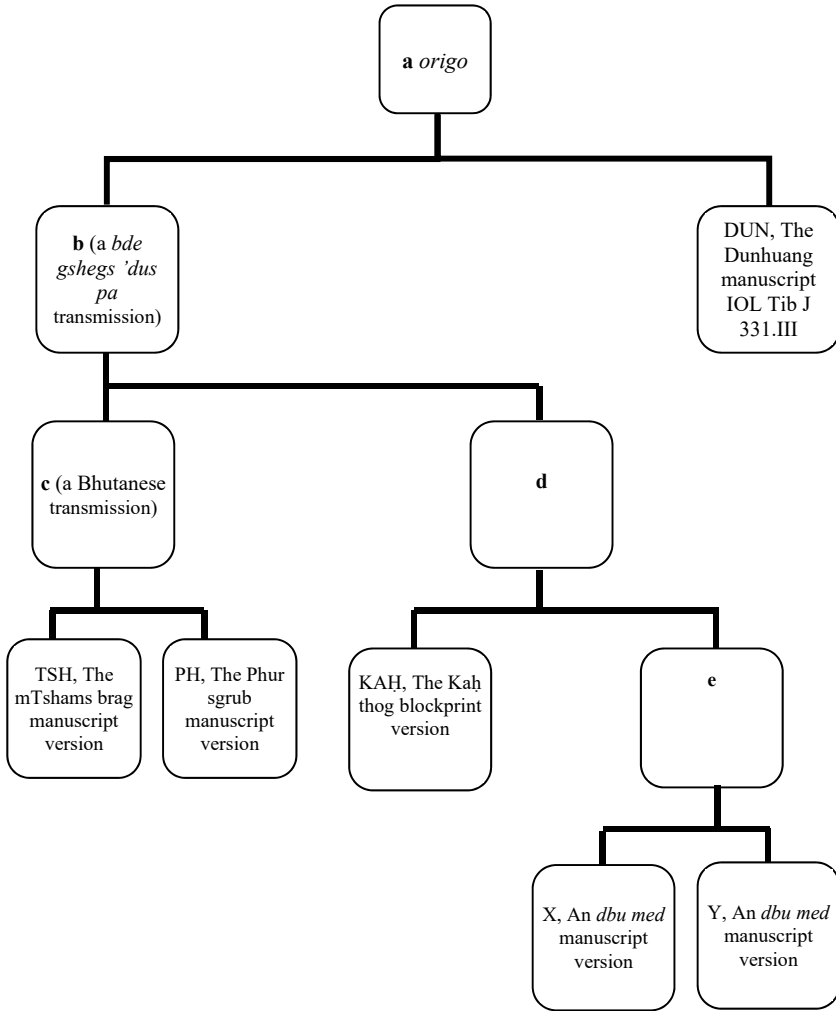 a origo
b (a bde
gshegs ’dus
pa
transmission)
DUN, The
Dunhuang
manuscript
IOL Tib J
331.III
c (a Bhutanese
transmission)
d
TSH, The
mTshams brag
manuscript
version
PH, The Phur
sgrub
manuscript
version
KAḤ, The Kaḥ
thog blockprint
version
e
X, An dbu med
manuscript
version
Y, An dbu med
manuscript
version